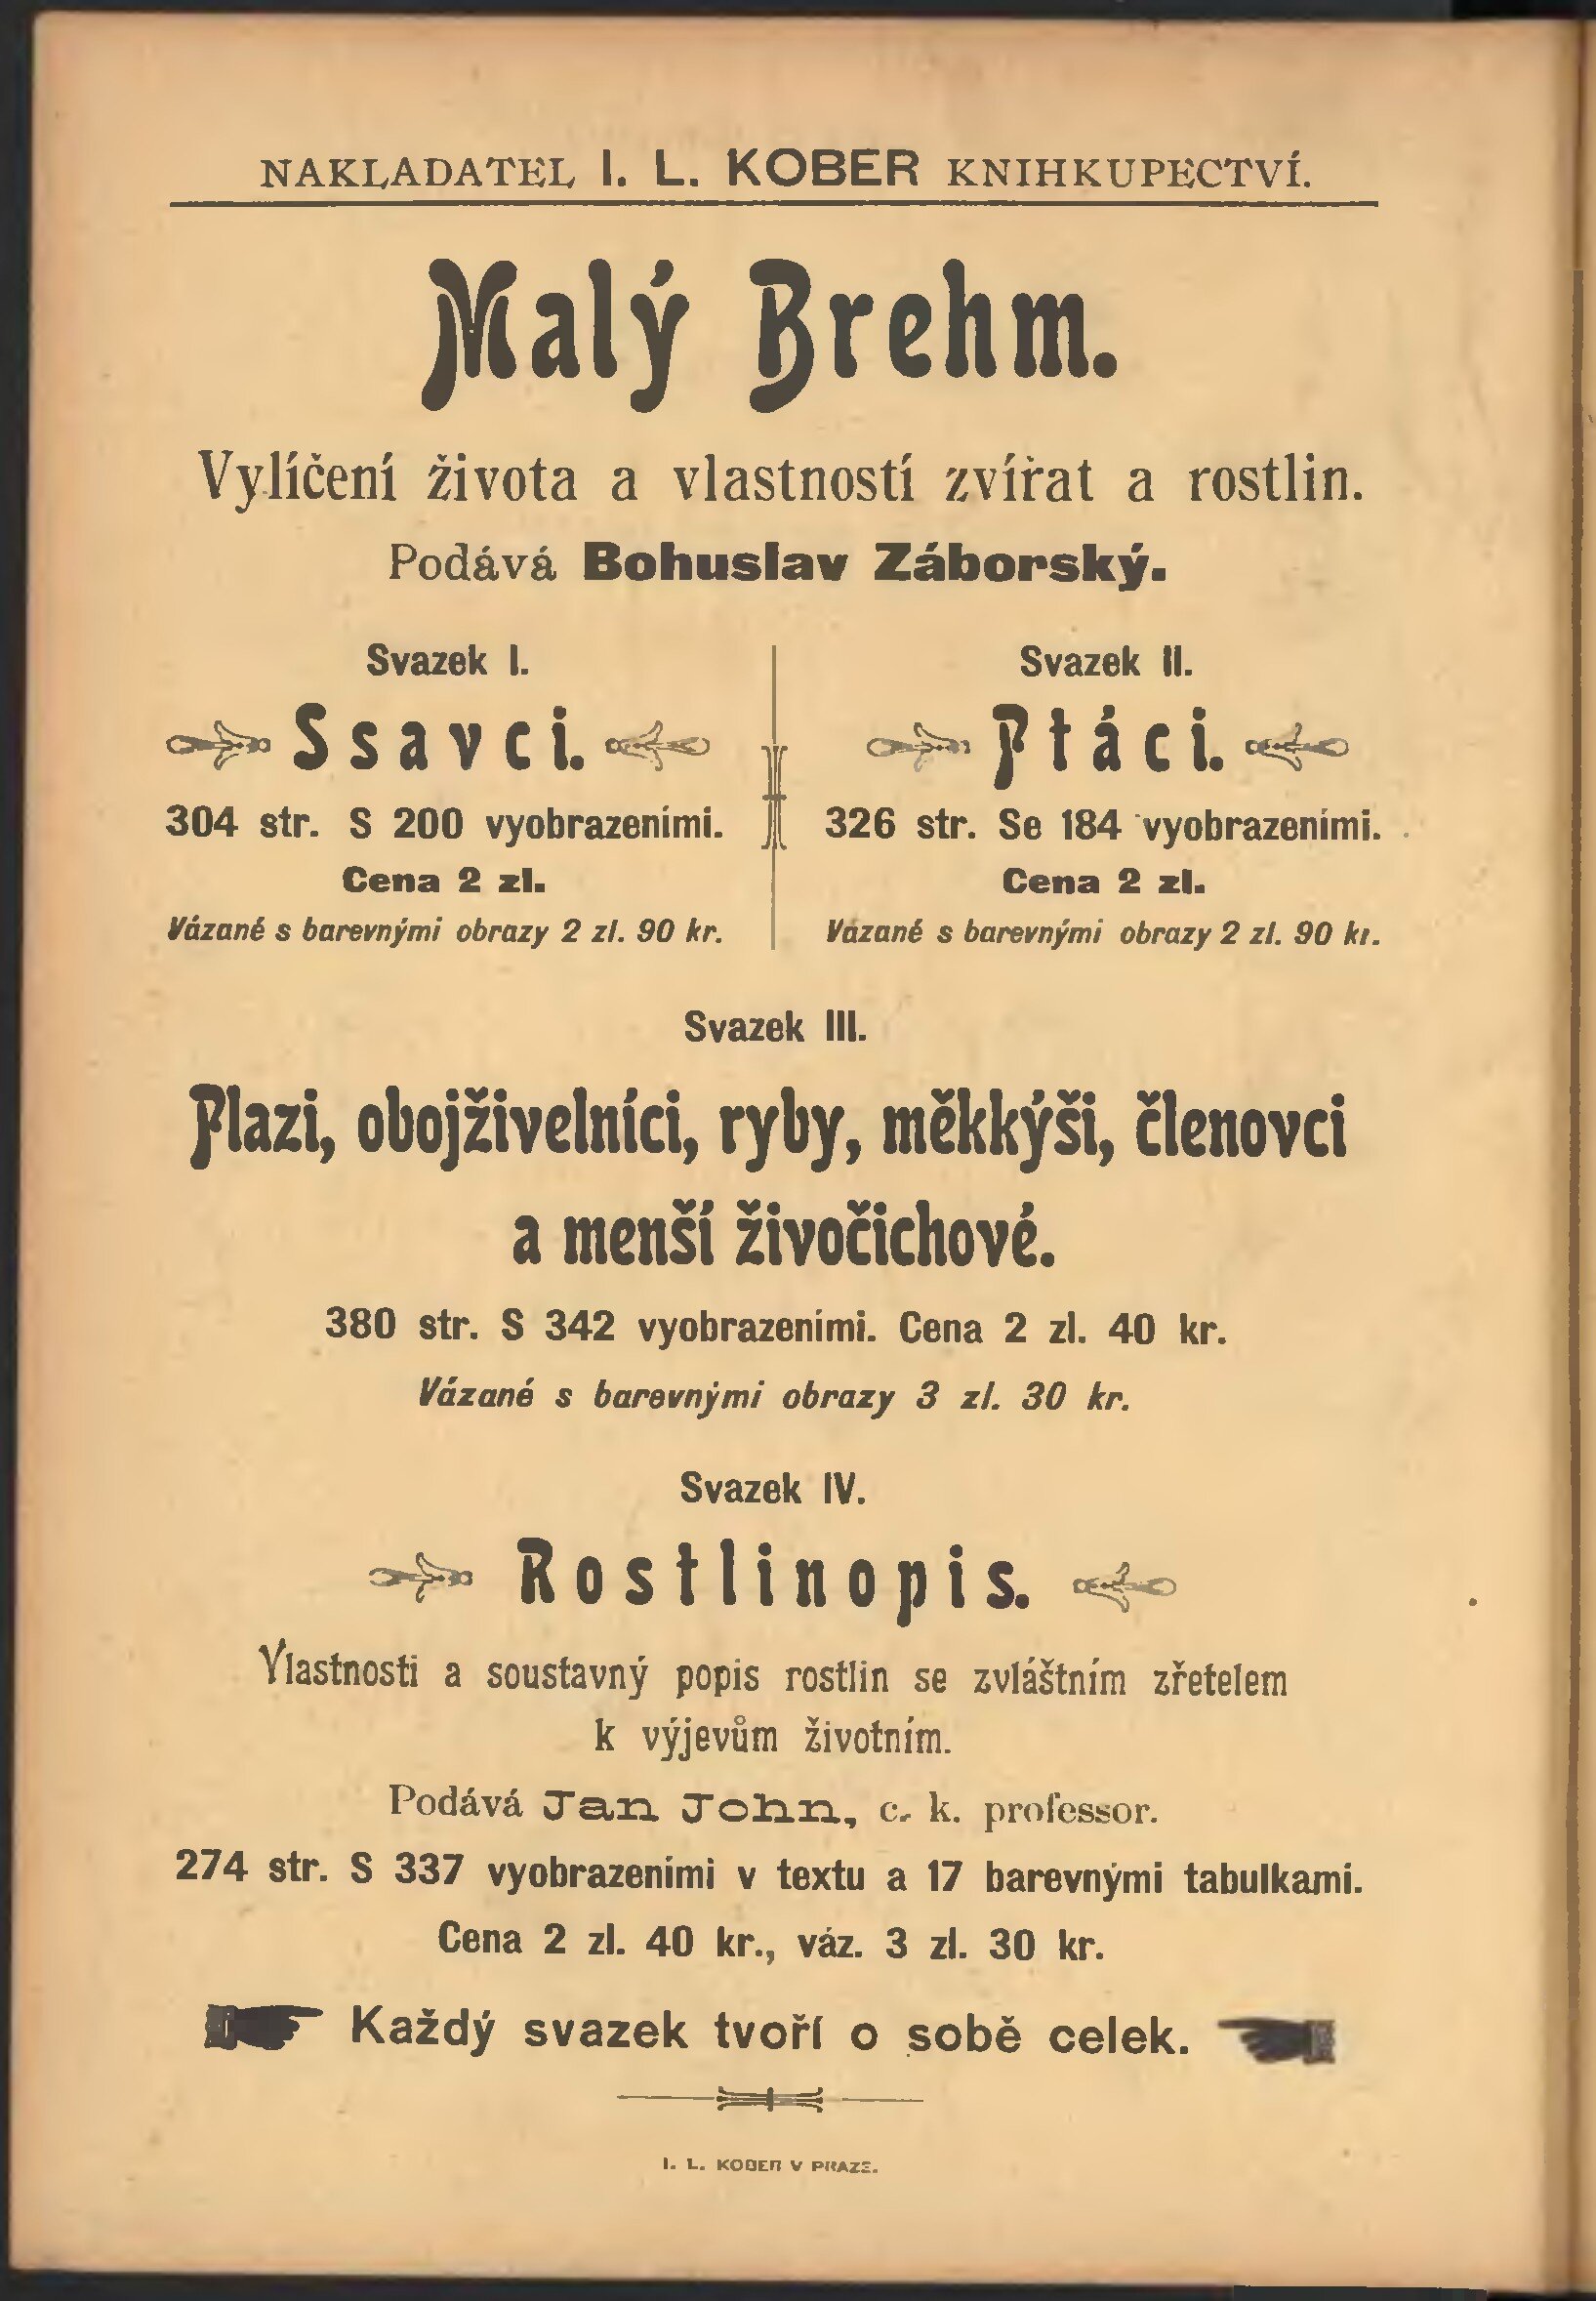 NAKLADATEL I. L. KOBER KNIHKUPECTVÍ.
Malý Brehm.
Vylíčení života a vlastností zvířat a rostlin.
Podává Bohuslav Záborský.
Svazek I.
Ssavci.
304 str. S 200 vyobrazeními.
Cena 2 zl.
Vázané s barevnými obrazy 2 zl. 90 kr.
Svazek II.
Ptáci.
326 str. Se 184 vyobrazeními.
Cena 2 zl.
Vázané s barevnými obrazy 2 zl. 90 kr.
Svazek III.
Plazi, obojživelníci, ryby, měkkýši, členovci
a menší živočichové.
380 str. S 342 vyobrazeními. Cena 2 zl. 40 kr.
Vázané s barevnými obrazy 3 zl. 30 kr.
Svazek IV.
Rostlinopis.
Vlastnosti a soustavný popis rostlin se zvláštním zřetelem
k výjevům životním.
Podává Jan John, c. k. professor.
274 str. S 337 vyobrazeními v textu a 17 barevnými tabulkami.
Cena 2 zl. 40 kr., váz. 3 zl. 30 kr.
Každý svazek tvoří o sobě celek.
I. L. KOBER V PRAZE.